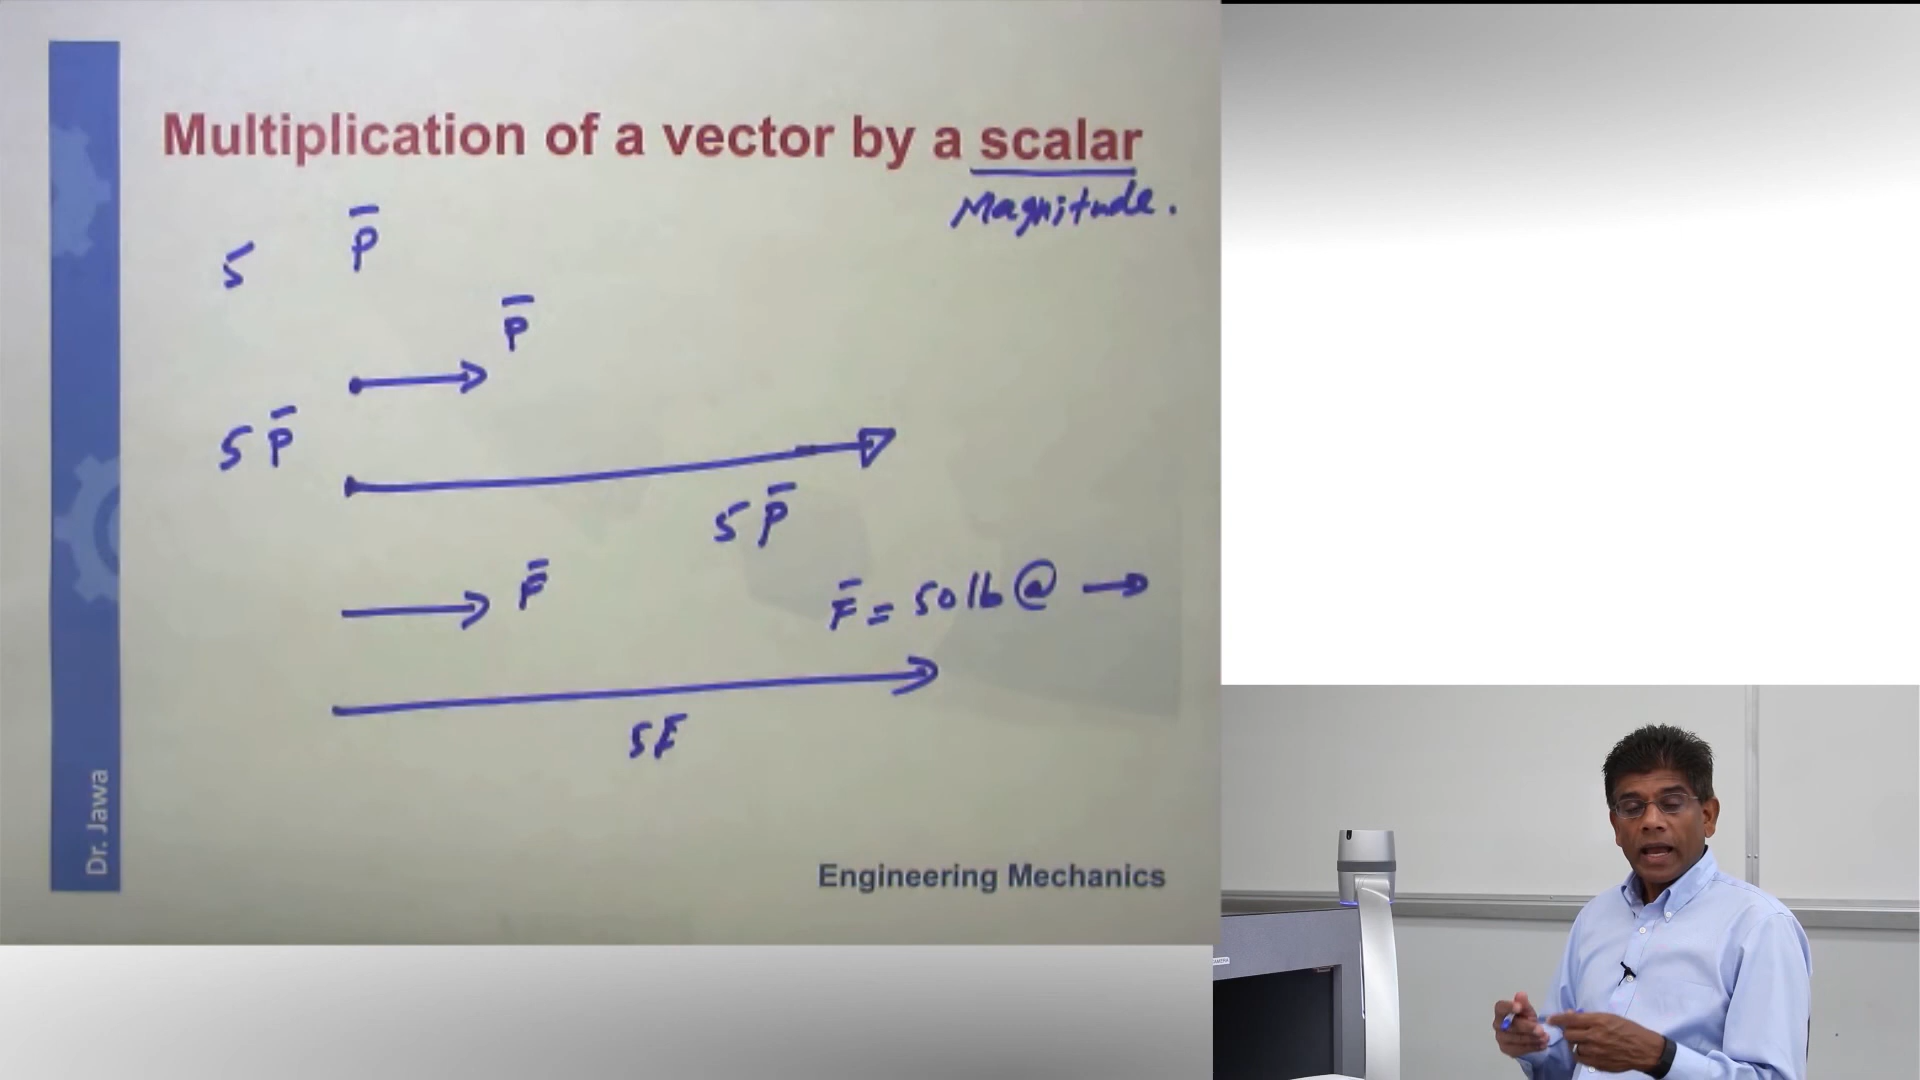 Multiplication of a vector by a scalar
Magnitude.
5 P̄
P̄
5 P̄
5 P̄
F̄
F̄ = 50 lb @ →
5F̄
Dr. Jawa
Engineering Mechanics